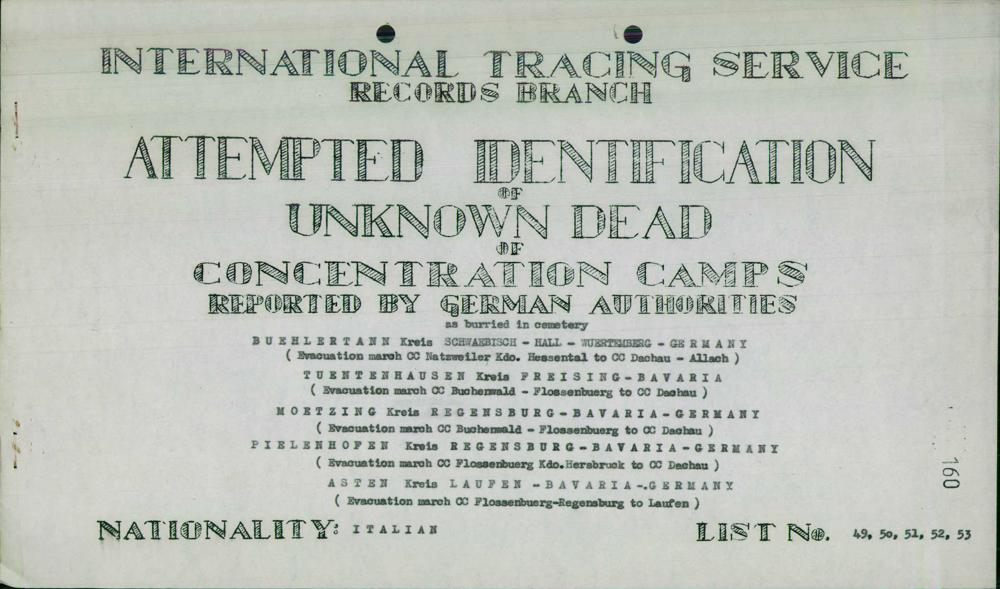 INTERNATIONAL TRACING SERVICE
RECORDS BRANCH
ATTEMPTED IDENTIFICATION
OF
UNKNOWN DEAD
OF
CONCENTRATION CAMPS
REPORTED BY GERMAN AUTHORITIES
as burried in cemetery
BUEHLERTANN Kreis SCHWAEBISCH - HALL - WUERTEMBERG - GERMANY
( Evacuation march CC Natzweiler Kdo. Hessental to CC Dachau - Allach )
TUENTENHAUSEN Kreis FREISING-BAVARIA
( Evacuation march CC Buchenwald - Flossenbuerg to CC Dachau )
MOETZING Kreis REGENSBURG-BAVARIA-GERMANY
( Evacuation march CC Buchenwald - Flossenbuerg to CC Dachau )
PIELENHOFEN Kreis REGENSBURG-BAVARIA-GERMANY
( Evacuation march CC Flossenbuerg Kdo.Hersbruck to CC Dachau )
ASTEN Kreis LAUFEN -BAVARIA-.GERMANY
( Evacuation march CC Flossenbuerg-Regensburg to Laufen )
160
NATIONALITY: ITALIAN LIST No. 49, 50, 51, 52, 53